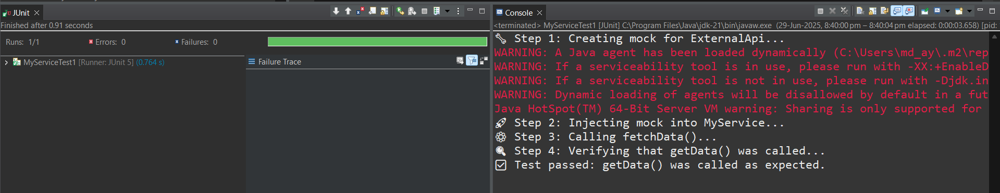 JUnit
Finished after 0.91 seconds
Runs: 1/1
Errors: 0
Failures: 0
MyServiceTest1 [Runner: JUnit 5] (0.764 s)
Failure Trace
Console
<terminated> MyServiceTest1 [JUnit] C:\Program Files\Java\jdk-21\bin\javaw.exe (29-Jun-2025, 8:40:00 pm – 8:40:04 pm elapsed: 0:00:03.658) [pid:
Step 1: Creating mock for ExternalApi...
WARNING: A Java agent has been loaded dynamically (C:\Users\md_ay\.m2\rep
WARNING: If a serviceability tool is in use, please run with -XX:+EnableD
WARNING: If a serviceability tool is not in use, please run with -Djdk.in
WARNING: Dynamic loading of agents will be disallowed by default in a fut
Java HotSpot(TM) 64-Bit Server VM warning: Sharing is only supported for
Step 2: Injecting mock into MyService...
Step 3: Calling fetchData()...
Step 4: Verifying that getData() was called...
Test passed: getData() was called as expected.